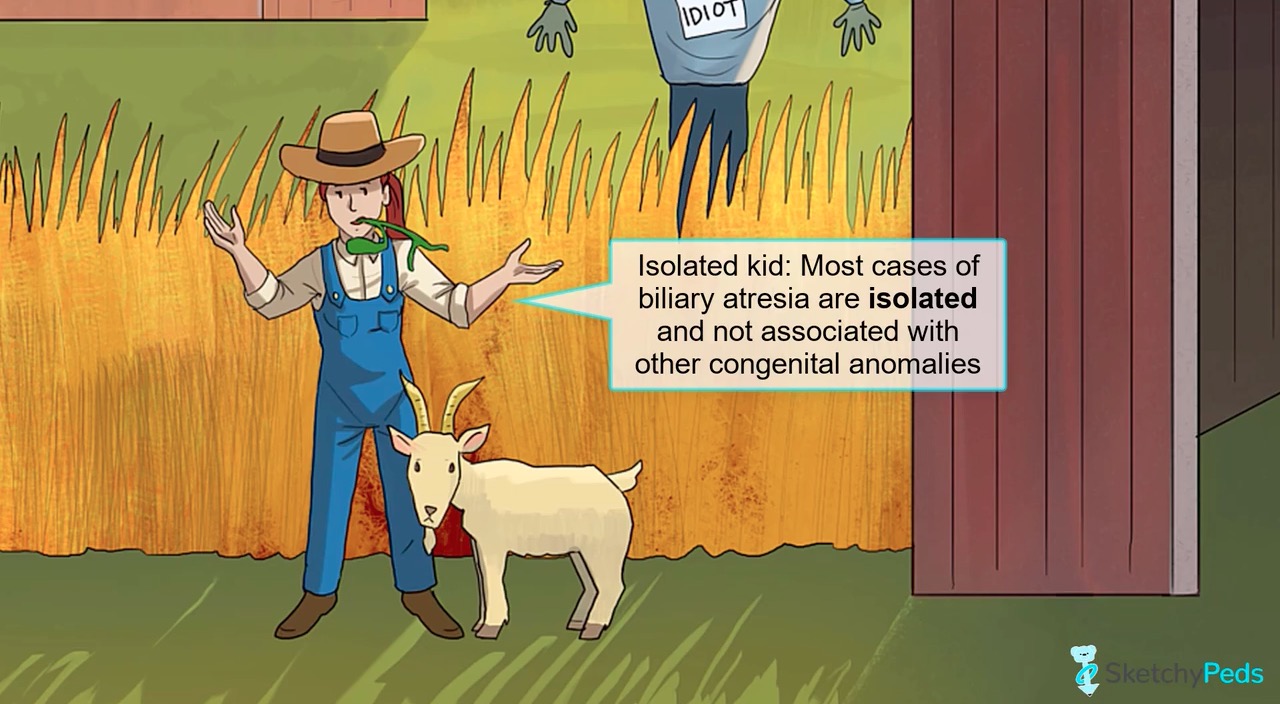 IDIOT
Isolated kid: Most cases of
biliary atresia are isolated
and not associated with
other congenital anomalies
SketchyPeds